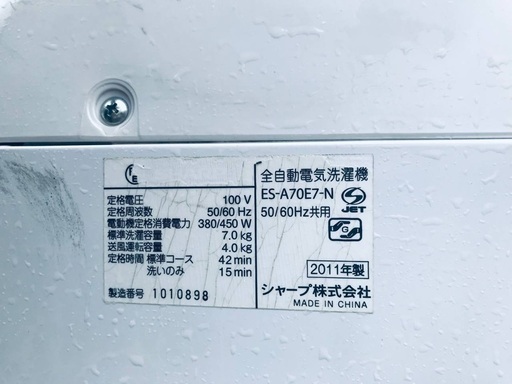 定格電圧 100 V
定格周波数 50/60 Hz
電動機定格消費電力 380/450 W
標準洗濯容量 7.0 kg
送風運転容量 4.0 kg
定格時間 標準コース 42 min
洗いのみ 15 min
製造番号 1010898
全自動電気洗濯機
ES-A70E7-N
50/60Hz共用
JET
2011年製
シャープ株式会社
MADE IN CHINA